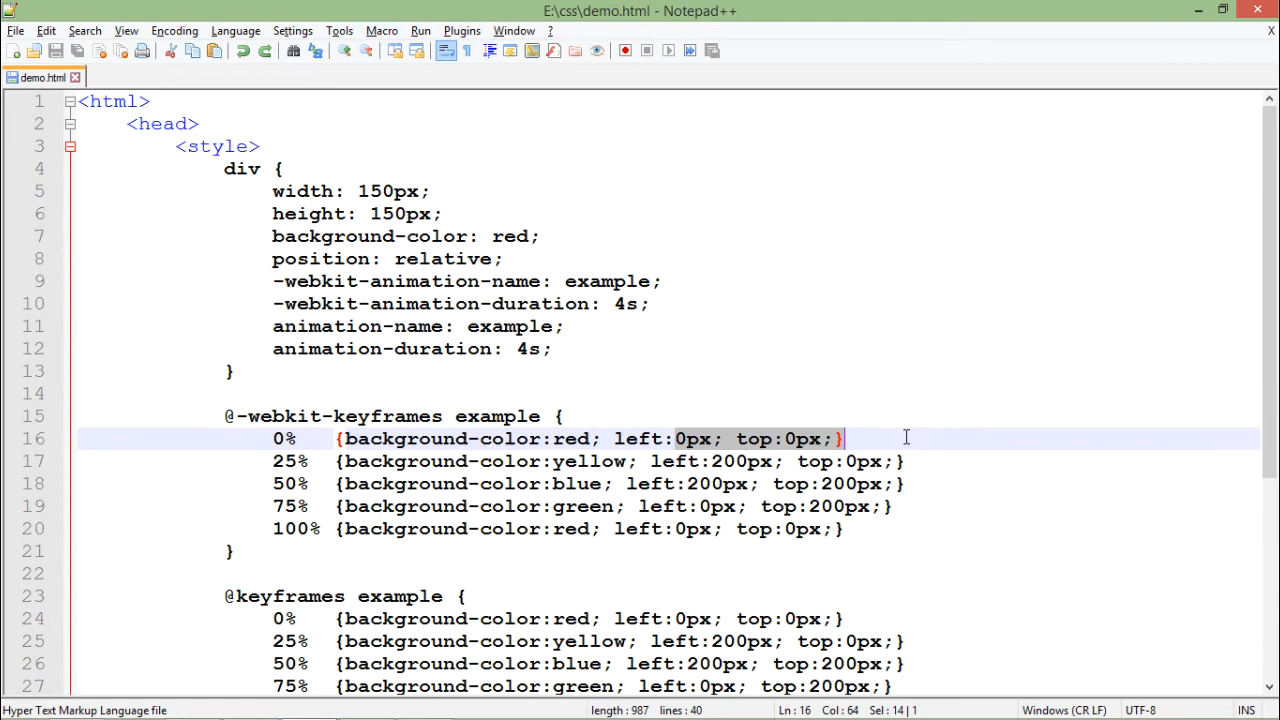 E:\css\demo.html - Notepad++
File Edit Search View Encoding Language Settings Tools Macro Run Plugins Window ? X
demo.html
1 <html>
2 <head>
3 <style>
4 div {
5 width: 150px;
6 height: 150px;
7 background-color: red;
8 position: relative;
9 -webkit-animation-name: example;
10 -webkit-animation-duration: 4s;
11 animation-name: example;
12 animation-duration: 4s;
13 }
14
15 @-webkit-keyframes example {
16 0% {background-color:red; left:0px; top:0px;}
17 25% {background-color:yellow; left:200px; top:0px;}
18 50% {background-color:blue; left:200px; top:200px;}
19 75% {background-color:green; left:0px; top:200px;}
20 100% {background-color:red; left:0px; top:0px;}
21 }
22
23 @keyframes example {
24 0% {background-color:red; left:0px; top:0px;}
25 25% {background-color:yellow; left:200px; top:0px;}
26 50% {background-color:blue; left:200px; top:200px;}
27 75% {background-color:green; left:0px; top:200px;}
Hyper Text Markup Language file length : 987 lines : 40 Ln : 16 Col : 64 Sel : 14 | 1 Windows (CR LF) UTF-8 INS